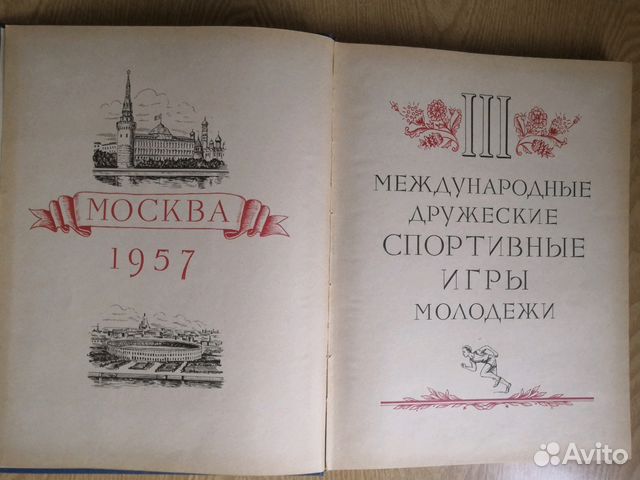 МОСКВА
1957
III
МЕЖДУНАРОДНЫЕ
ДРУЖЕСКИЕ
СПОРТИВНЫЕ
ИГРЫ
МОЛОДЕЖИ
Avito